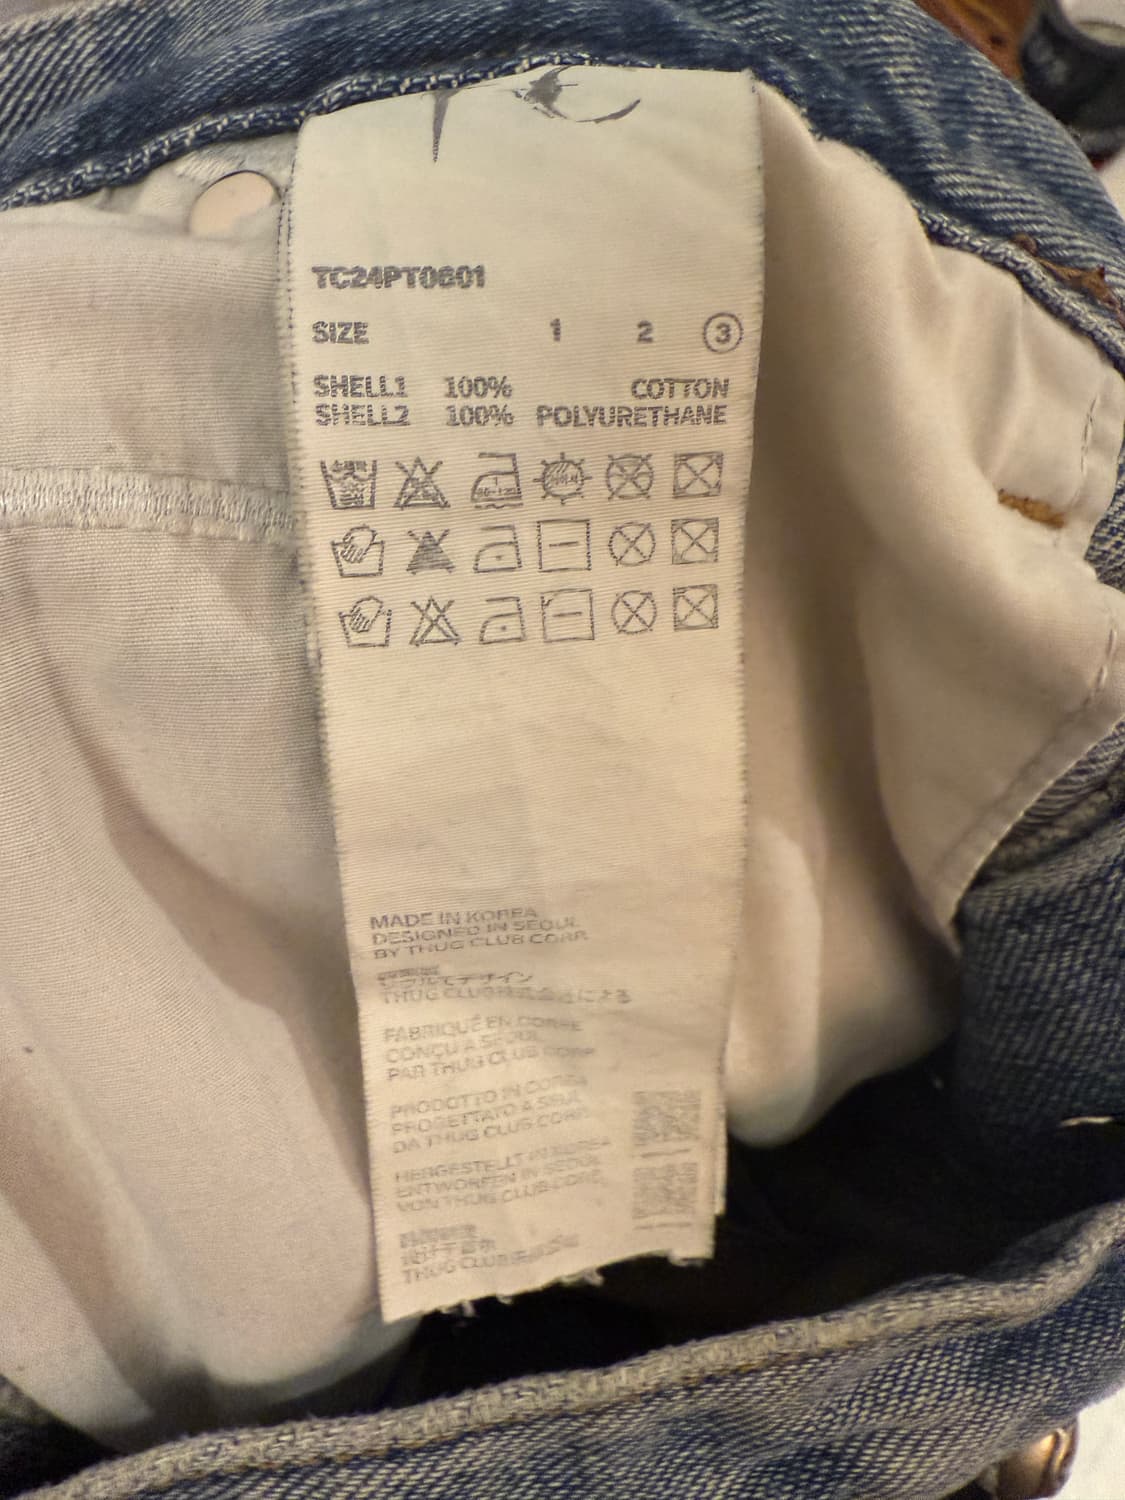 TC
TC24PT0601
SIZE 1 2 3
SHELL1 100% COTTON
SHELL2 100% POLYURETHANE
MADE IN KOREA
DESIGNED IN SEOUL
BY THUG CLUB CORP.
THUG CLUB
FABRIQUÉ EN CORÉE
CONÇU À SÉOUL
PAR THUG CLUB CORP.
PRODOTTO IN COREA
PROGETTATO A SEUL
DA THUG CLUB CORP.
HERGESTELLT IN KOREA
ENTWORFEN IN SEOUL
VON THUG CLUB CORP.
THUG CLUB